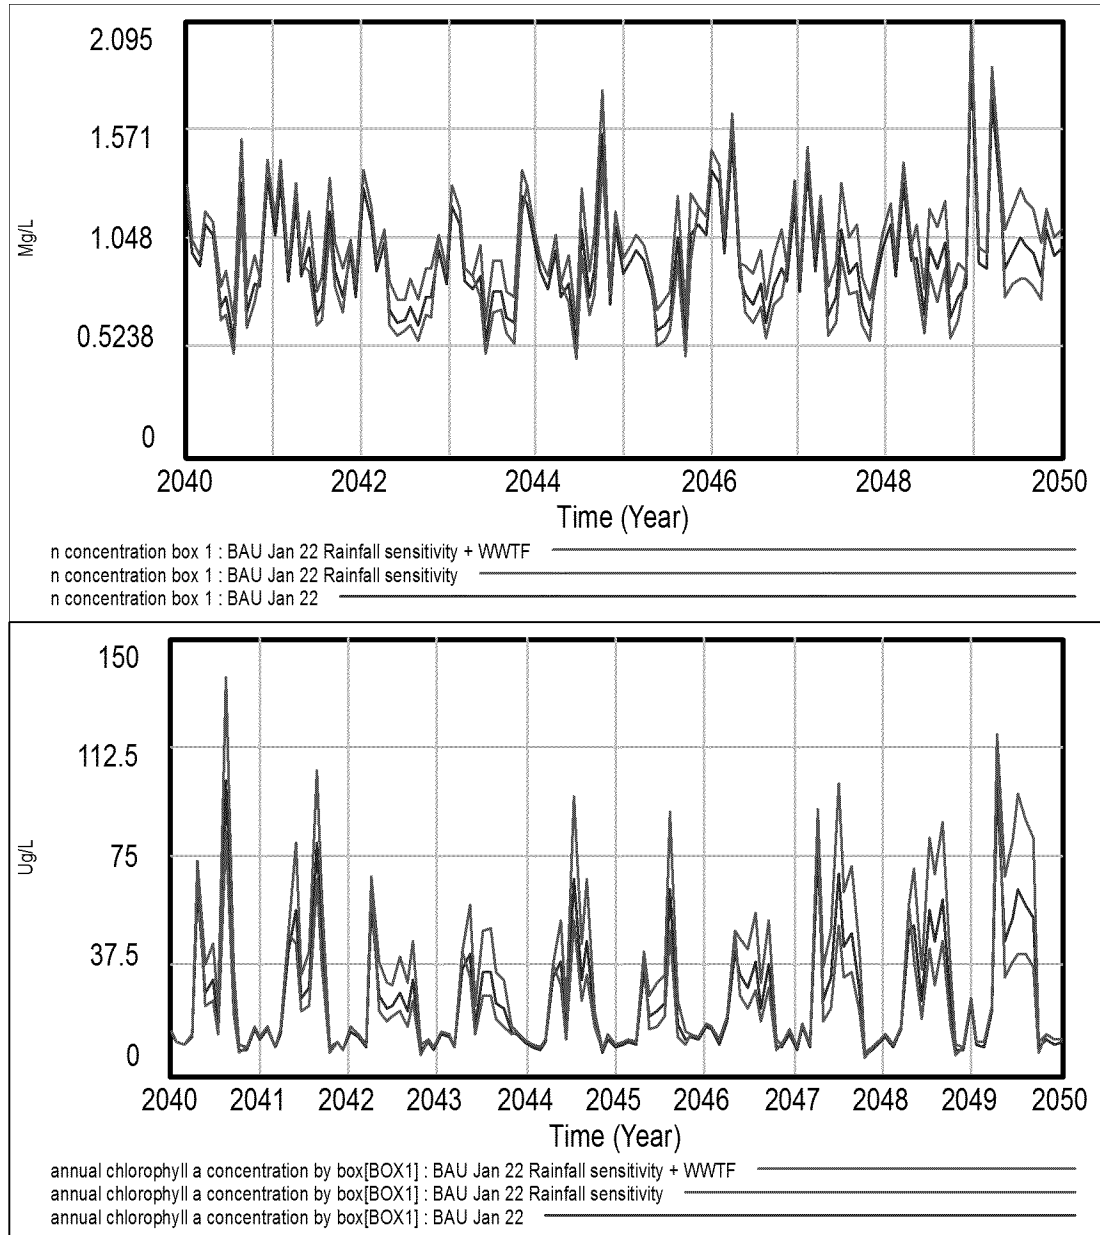 2.095
1.571
1.048
0.5238
0
Mg/L
2040 2042 2044 2046 2048 2050
Time (Year)
n concentration box 1 : BAU Jan 22 Rainfall sensitivity + WWTF
n concentration box 1 : BAU Jan 22 Rainfall sensitivity
n concentration box 1 : BAU Jan 22
150
112.5
75
37.5
0
Ug/L
2040 2041 2042 2043 2044 2045 2046 2047 2048 2049 2050
Time (Year)
annual chlorophyll a concentration by box[BOX1] : BAU Jan 22 Rainfall sensitivity + WWTF
annual chlorophyll a concentration by box[BOX1] : BAU Jan 22 Rainfall sensitivity
annual chlorophyll a concentration by box[BOX1] : BAU Jan 22